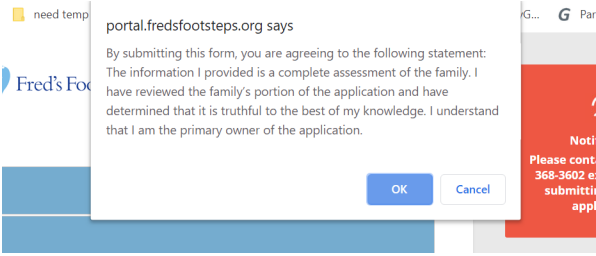 need temp
G...
G Par
portal.fredsfootsteps.org says
By submitting this form, you are agreeing to the following statement:
The information I provided is a complete assessment of the family. I
have reviewed the family's portion of the application and have
determined that it is truthful to the best of my knowledge. I understand
that I am the primary owner of the application.
OK
Cancel
Fred's Foo
Noti
Please conta
368-3602 e
submittin
appl